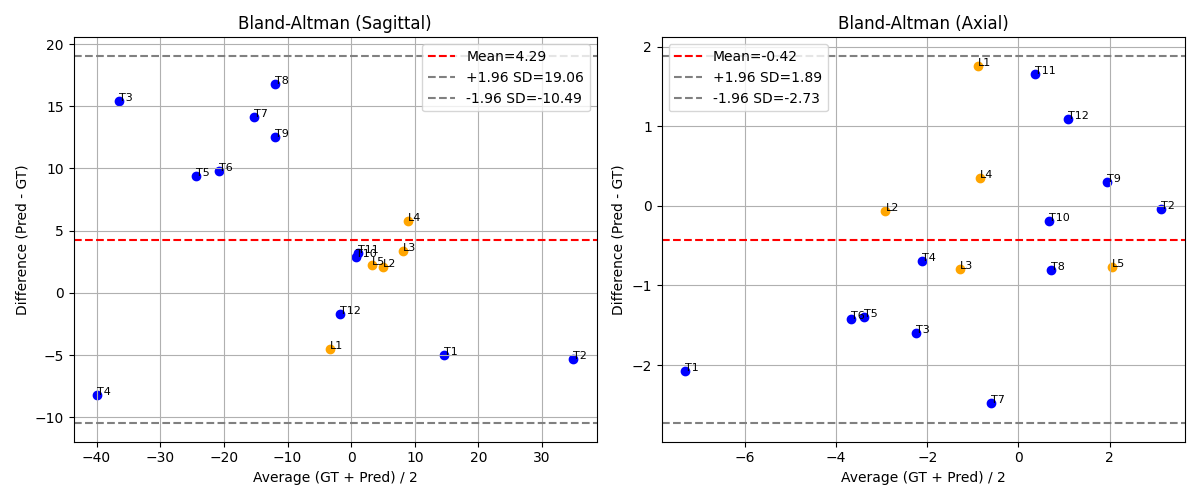 Bland-Altman (Sagittal)
Difference (Pred - GT)
20
15
10
5
0
−5
−10
Mean=4.29
+1.96 SD=19.06
-1.96 SD=-10.49
T8
T3
T7
T9
T6
T5
L4
T11
L3
L5
L2
T12
L1
T1
T2
T4
−40
−30
−20
−10
0
10
20
30
Average (GT + Pred) / 2
Bland-Altman (Axial)
Difference (Pred - GT)
2
1
0
−1
−2
Mean=-0.42
+1.96 SD=1.89
-1.96 SD=-2.73
L1
T11
T12
L4
T9
L2
T2
T10
T4
L3
T8
L5
T6
T5
T3
T1
T7
−6
−4
−2
0
2
Average (GT + Pred) / 2